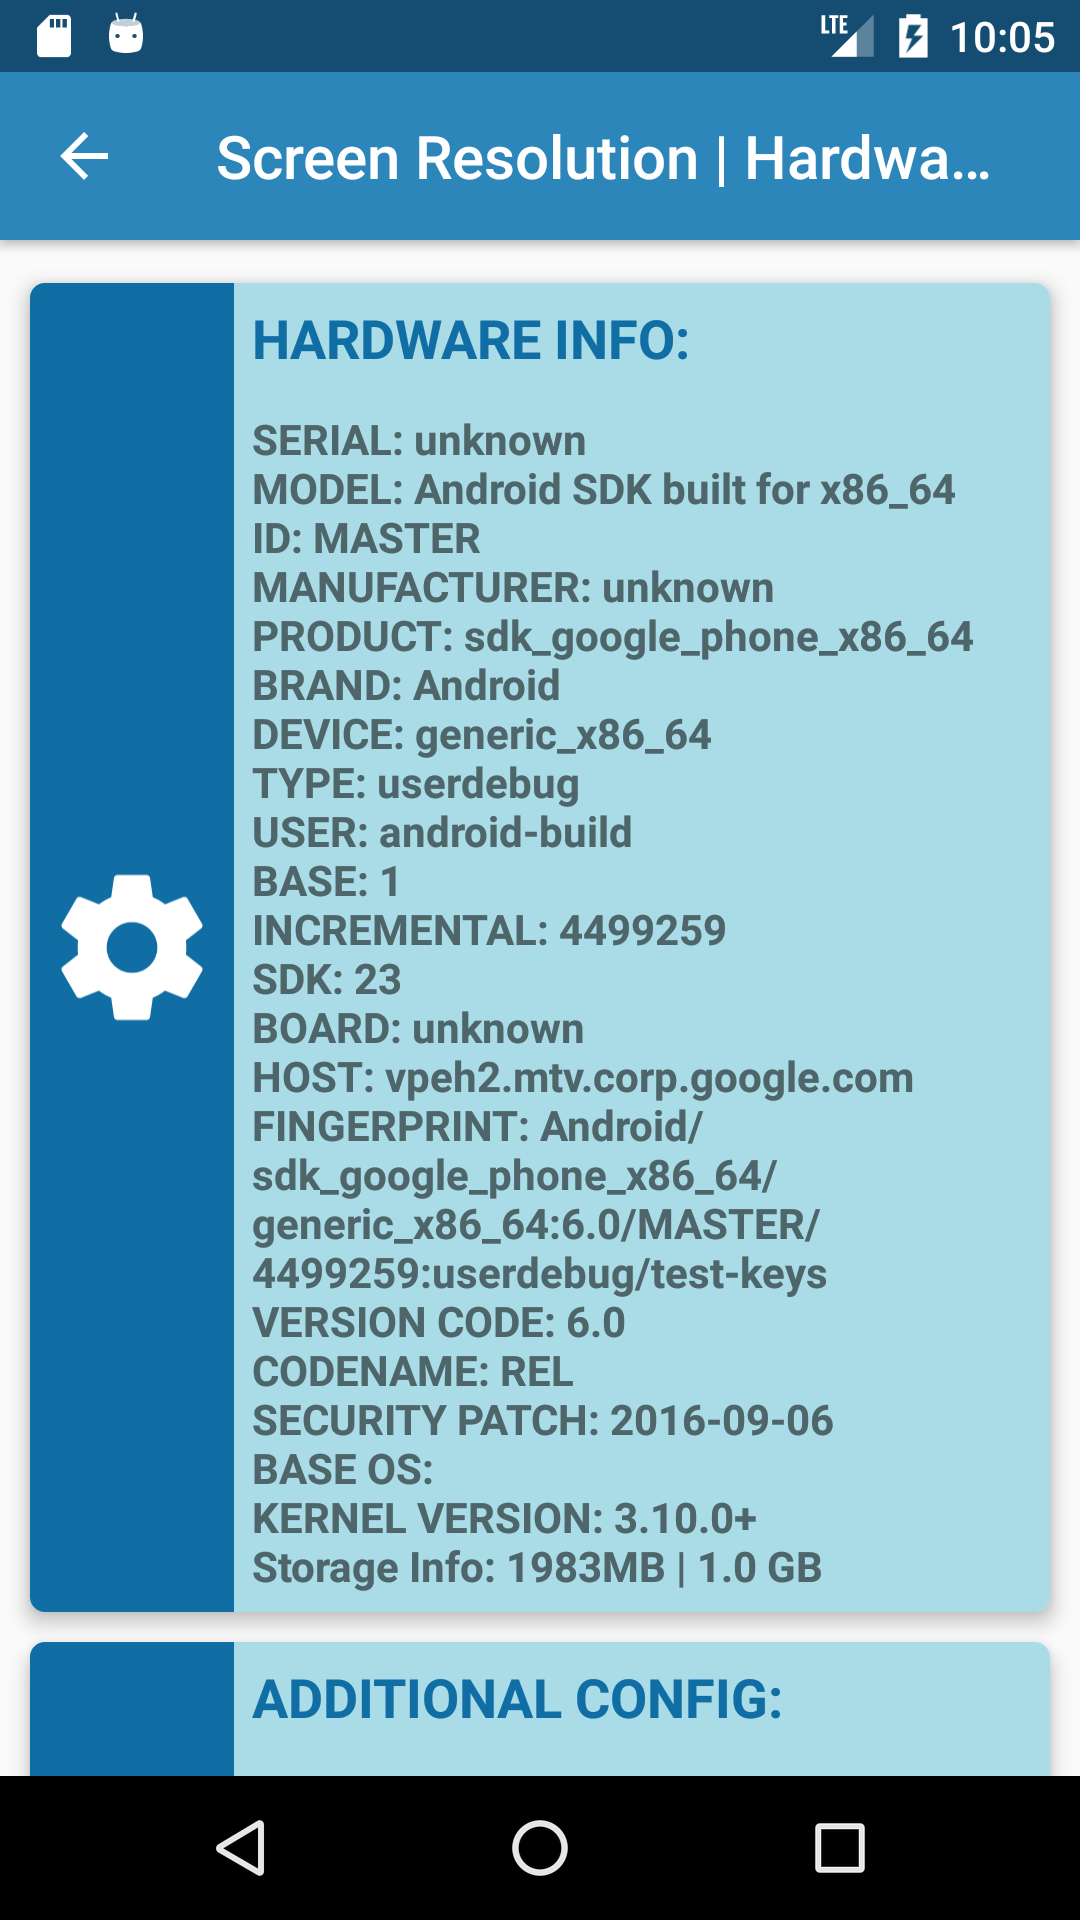 LTE 10:05
Screen Resolution | Hardwa...
HARDWARE INFO:
SERIAL: unknown
MODEL: Android SDK built for x86_64
ID: MASTER
MANUFACTURER: unknown
PRODUCT: sdk_google_phone_x86_64
BRAND: Android
DEVICE: generic_x86_64
TYPE: userdebug
USER: android-build
BASE: 1
INCREMENTAL: 4499259
SDK: 23
BOARD: unknown
HOST: vpeh2.mtv.corp.google.com
FINGERPRINT: Android/
sdk_google_phone_x86_64/
generic_x86_64:6.0/MASTER/
4499259:userdebug/test-keys
VERSION CODE: 6.0
CODENAME: REL
SECURITY PATCH: 2016-09-06
BASE OS:
KERNEL VERSION: 3.10.0+
Storage Info: 1983MB | 1.0 GB
ADDITIONAL CONFIG: